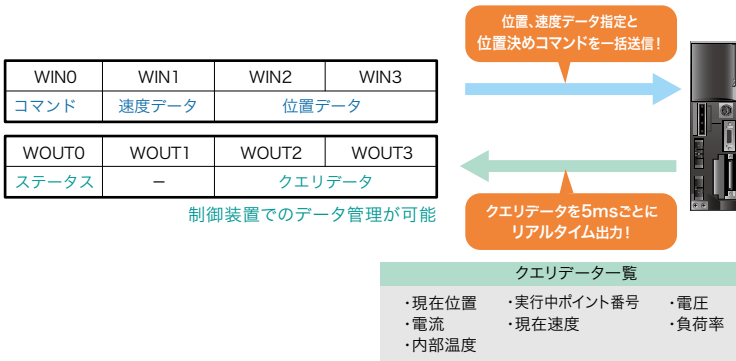 位置、速度データ指定と
位置決めコマンドを一括送信!
WIN0 WIN1 WIN2 WIN3
コマンド 速度データ 位置データ
WOUT0 WOUT1 WOUT2 WOUT3
ステータス － クエリデータ
制御装置でのデータ管理が可能
クエリデータを5msごとに
リアルタイム出力!
クエリデータ一覧
・現在位置 ・実行中ポイント番号 ・電圧
・電流 ・現在速度 ・負荷率
・内部温度